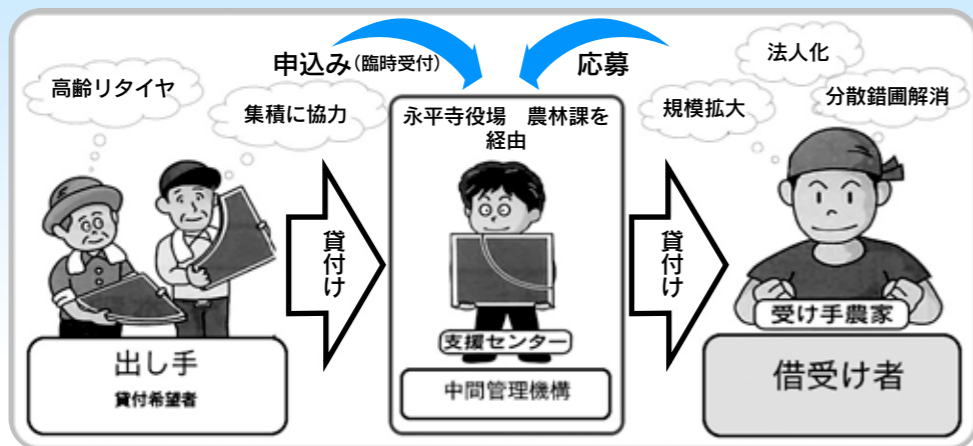 高齢リタイヤ
集積に協力
申込み(臨時受付)
応募
法人化
規模拡大
分散錯圃解消
永平寺役場 農林課を
経由
貸付け
貸付け
支援センター
受け手農家
出し手
貸付希望者
中間管理機構
借受け者